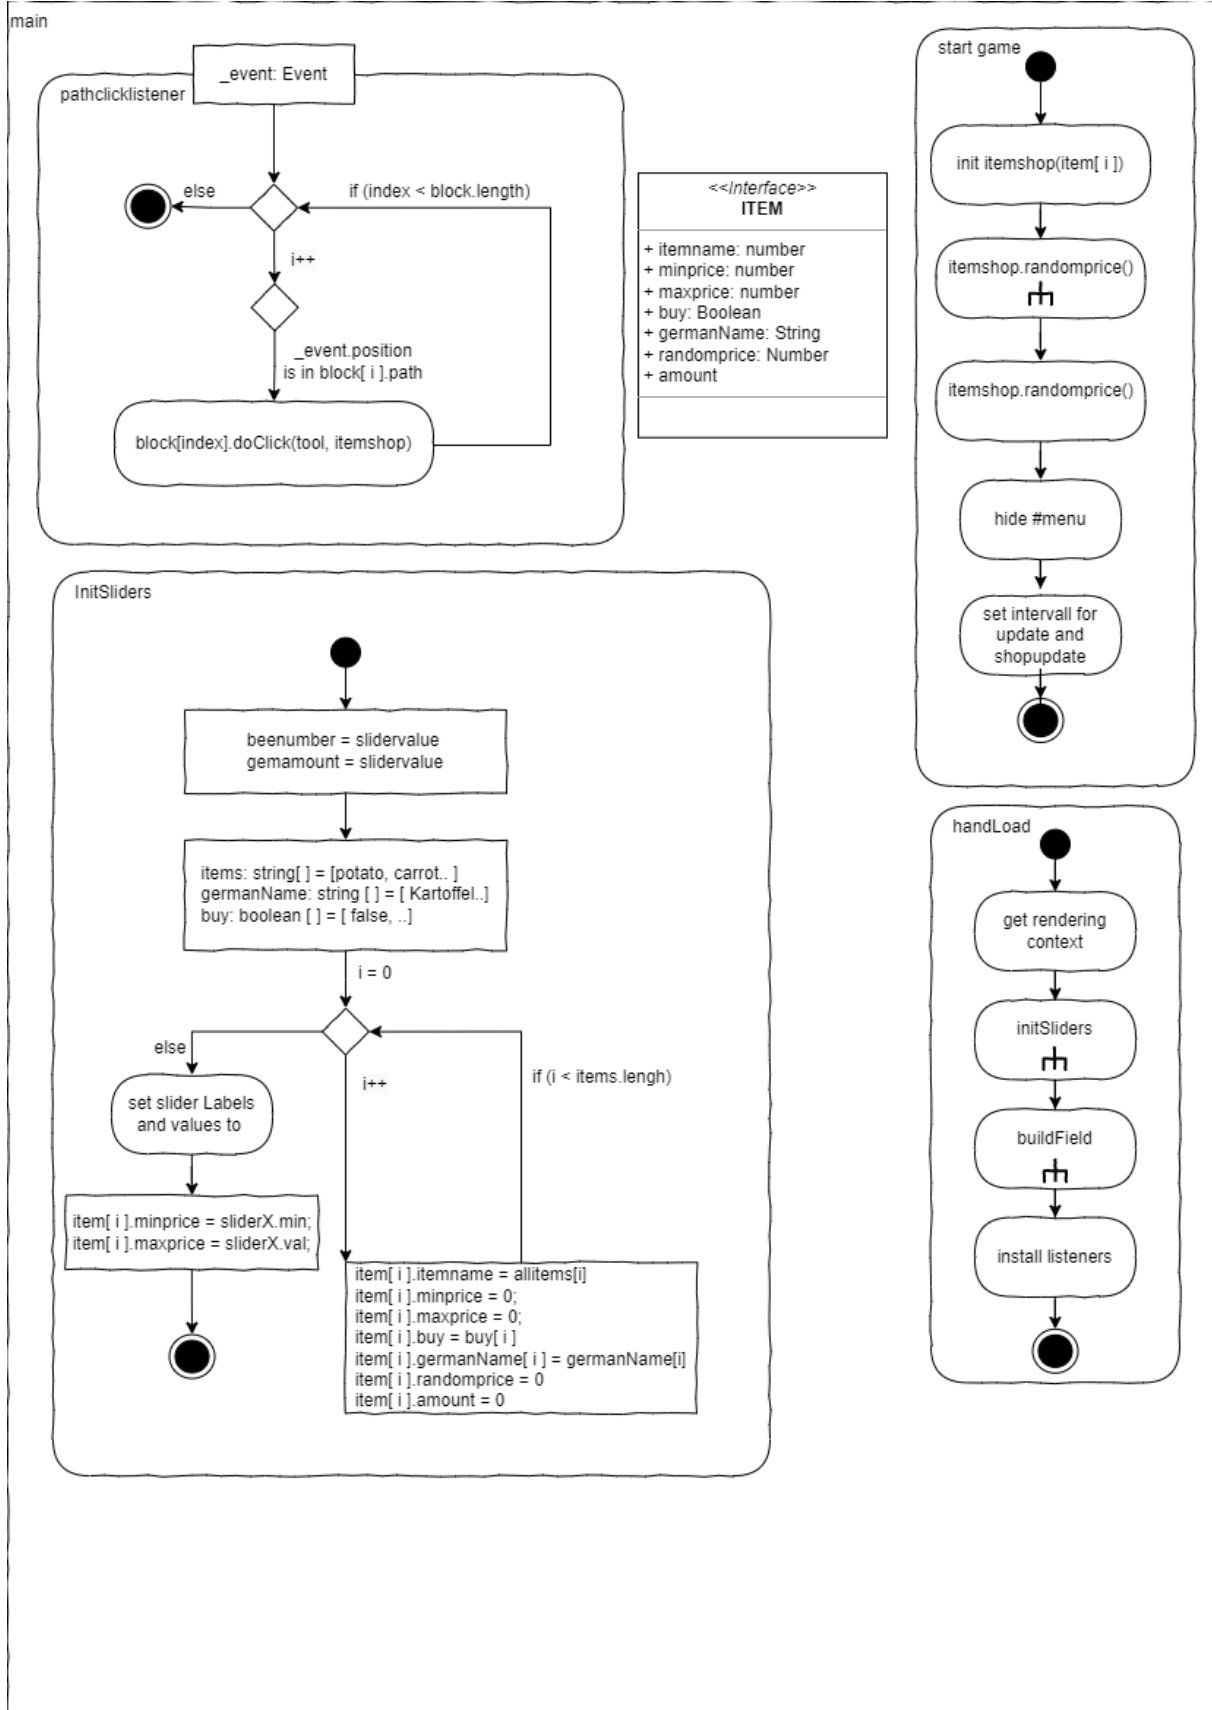 main
_event: Event
pathclicklistener
else
if (index < block.length)
i++
_event.position
is in block[ i ].path
block[index].doClick(tool, itemshop)
<<Interface>>
ITEM
+ itemname: number
+ minprice: number
+ maxprice: number
+ buy: Boolean
+ germanName: String
+ randomprice: Number
+ amount
start game
init itemshop(item[ i ])
itemshop.randomprice()
itemshop.randomprice()
hide #menu
set intervall for
update and
shopupdate
InitSliders
beenumber = slidervalue
gemamount = slidervalue
items: string[ ] = [potato, carrot.. ]
germanName: string [ ] = [ Kartoffel..]
buy: boolean [ ] = [ false, ..]
i = 0
else
i++
if (i < items.lengh)
set slider Labels
and values to
item[ i ].minprice = sliderX.min;
item[ i ].maxprice = sliderX.val;
item[ i ].itemname = allitems[i]
item[ i ].minprice = 0;
item[ i ].maxprice = 0;
item[ i ].buy = buy[ i ]
item[ i ].germanName[ i ] = germanName[i]
item[ i ].randomprice = 0
item[ i ].amount = 0
handLoad
get rendering
context
initSliders
buildField
install listeners